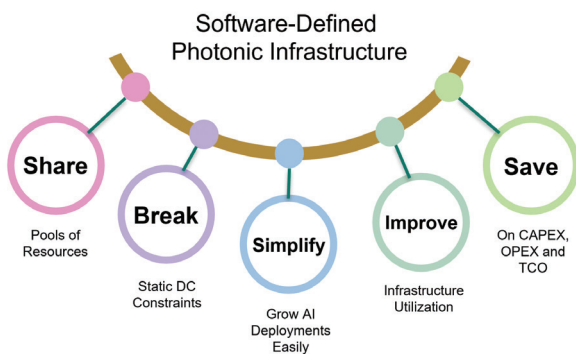 Software-Defined
Photonic Infrastructure
Share
Pools of
Resources
Break
Static DC
Constraints
Simplify
Grow AI
Deployments
Easily
Improve
Infrastructure
Utilization
Save
On CAPEX,
OPEX and
TCO